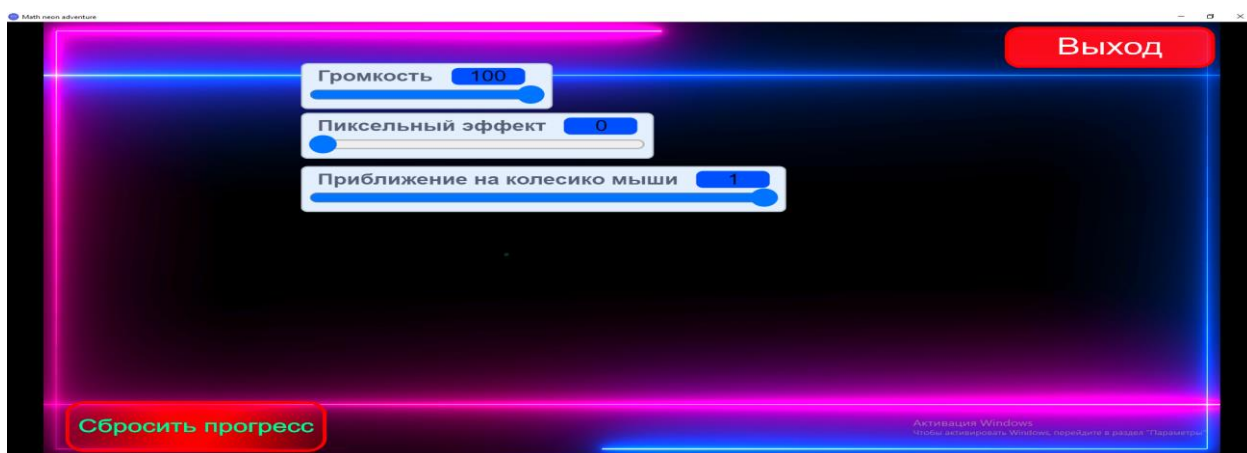 Math neon adventure
Выход
Громкость 100
Пиксельный эффект 0
Приближение на колесико мыши 1
Сбросить прогресс
Активация Windows
Чтобы активировать Windows, перейдите в раздел "Параметры"